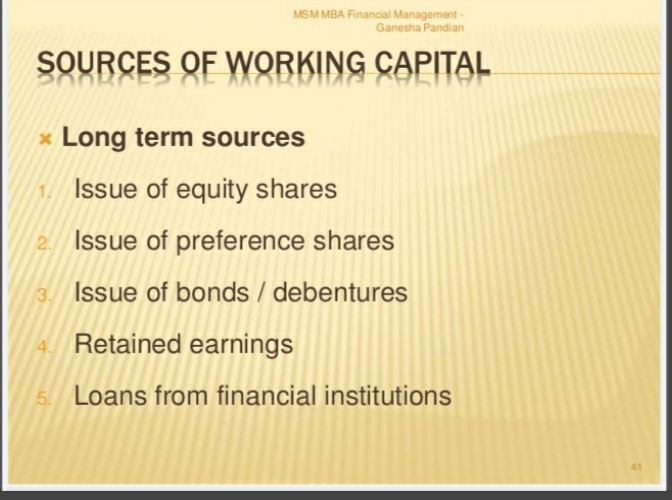 MSM MBA Financial Management -
Ganesha Pandian
SOURCES OF WORKING CAPITAL
Long term sources
1. Issue of equity shares
2. Issue of preference shares
3. Issue of bonds / debentures
4. Retained earnings
5. Loans from financial institutions
41